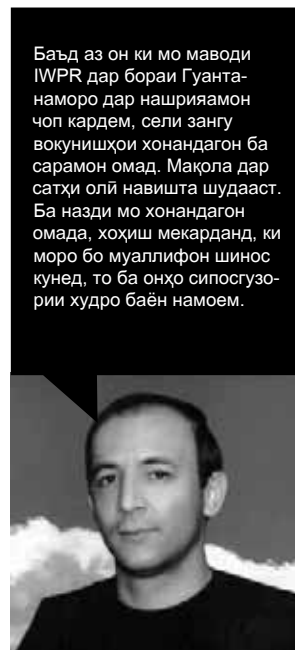 Баъд аз он ки мо маводи
IWPR дар бораи Гуанта-
наморо дар нашрияамон
чоп кардем, сели зангу
вокунишҳои хонандагон ба
сарамон омад. Мақола дар
сатҳи олӣ навишта шудааст.
Ба назди мо хонандагон
омада, хоҳиш мекарданд, ки
моро бо муаллифон шинос
кунед, то ба онҳо сипосгузо-
рии худро баён намоем.